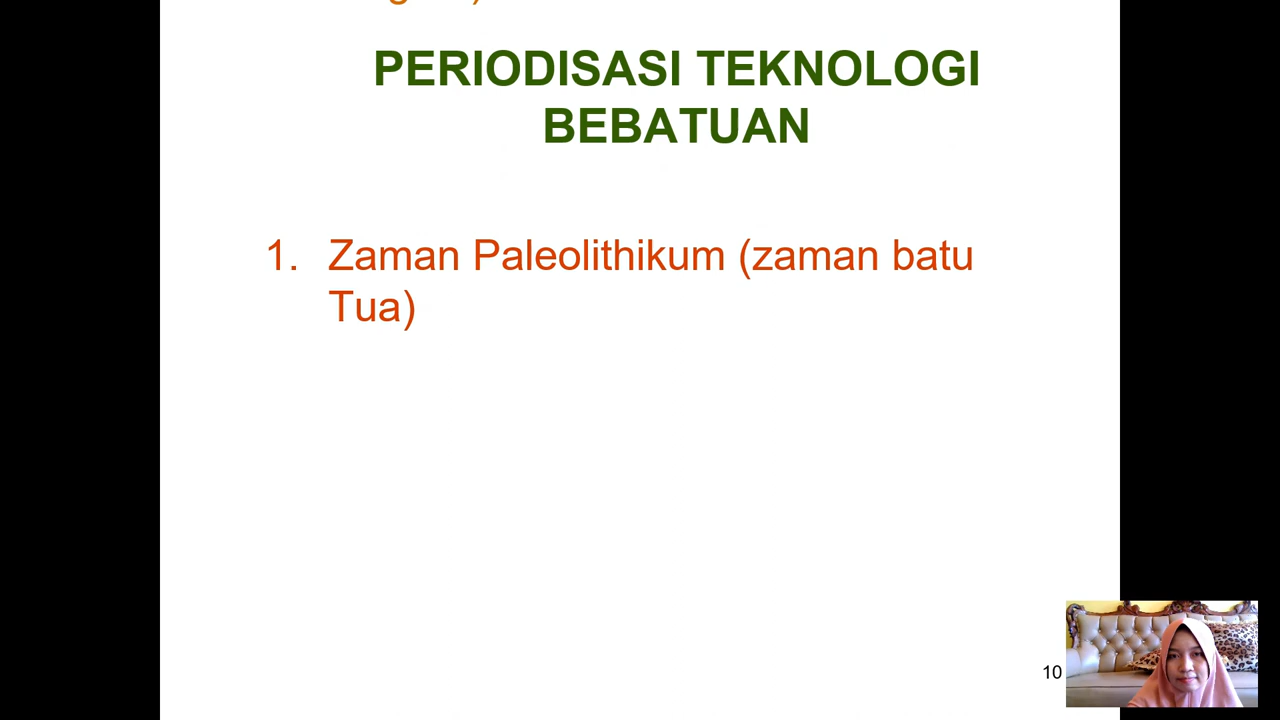 PERIODISASI TEKNOLOGI
BEBATUAN
1. Zaman Paleolithikum (zaman batu
Tua)
10